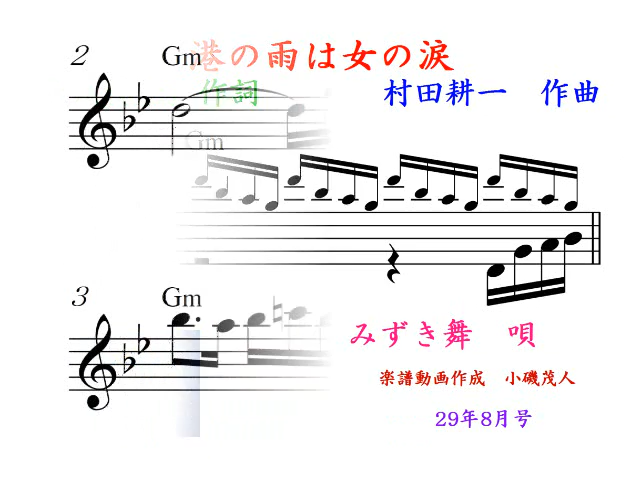 2 Gm 港の雨は女の涙
作詞 村田耕一 作曲
Gm
3 Gm
みずき舞 唄
楽譜動画作成 小磯茂人
29年8月号